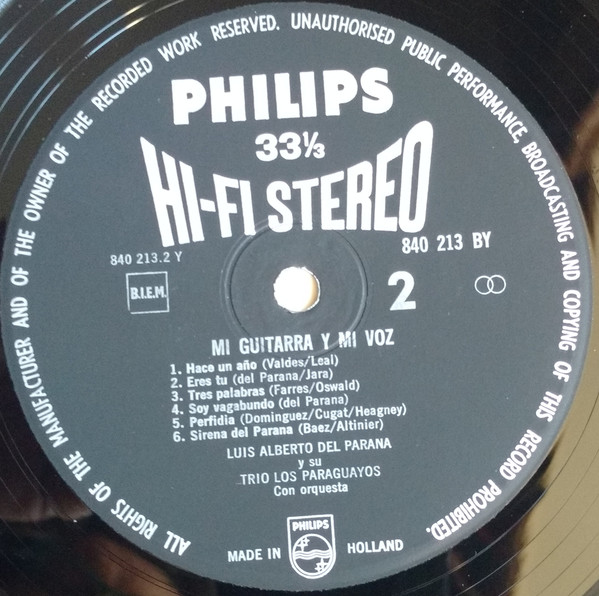 ALL RIGHTS OF THE MANUFACTURER AND OF THE OWNER OF THE RECORDED WORK RESERVED. UNAUTHORISED PUBLIC PERFORMANCE, BROADCASTING AND COPYING OF THIS RECORD PROHIBITED.
PHILIPS
33⅓
HI-FI STEREO
840 213.2 Y
840 213 BY
B.I.E.M.
2
MI GUITARRA Y MI VOZ
1. Hace un año (Valdes/Leal)
2. Eres tu (del Parana/Jara)
3. Tres palabras (Farres/Oswald)
4. Soy vagabundo (del Parana)
5. Perfidia (Dominguez/Cugat/Heagney)
6. Sirena del Parana (Baez/Altinier)
LUIS ALBERTO DEL PARANA
y su
TRIO LOS PARAGUAYOS
Con orquesta
PHILIPS
MADE IN HOLLAND